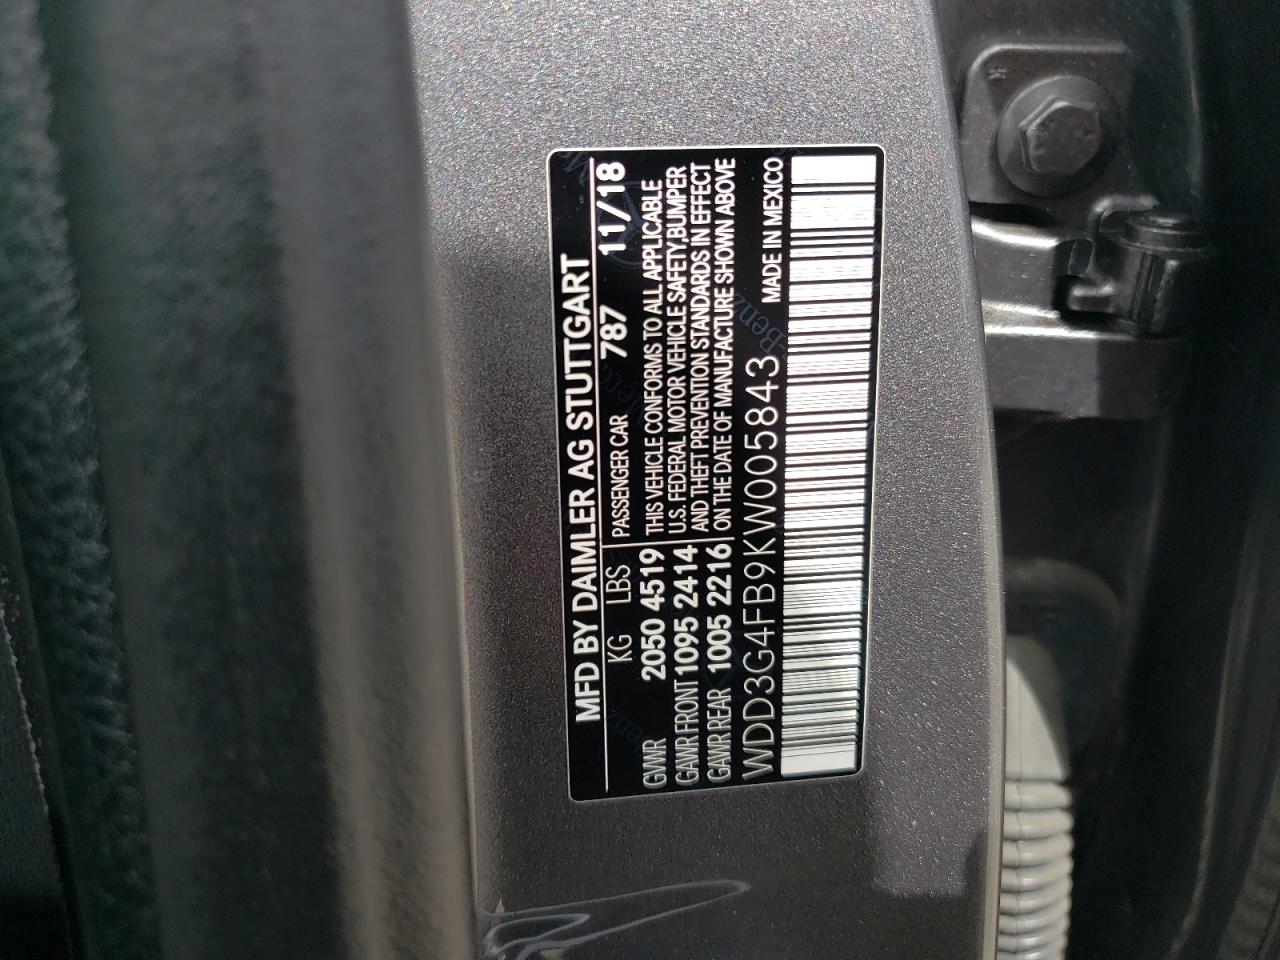 MFD BY DAIMLER AG STUTTGART
KG LBS PASSENGER CAR 787 11/18
GVWR 2050 4519 THIS VEHICLE CONFORMS TO ALL APPLICABLE
GAWR FRONT 1095 2414 U.S. FEDERAL MOTOR VEHICLE SAFETY,BUMPER
GAWR REAR 1005 2216 AND THEFT PREVENTION STANDARDS IN EFFECT
ON THE DATE OF MANUFACTURE SHOWN ABOVE
WDD3G4FB9KW005843 MADE IN MEXICO